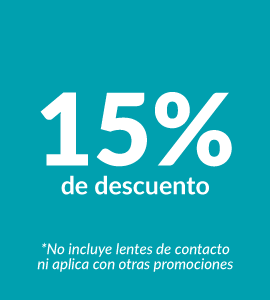 15%
de descuento
*No incluye lentes de contacto
ni aplica con otras promociones